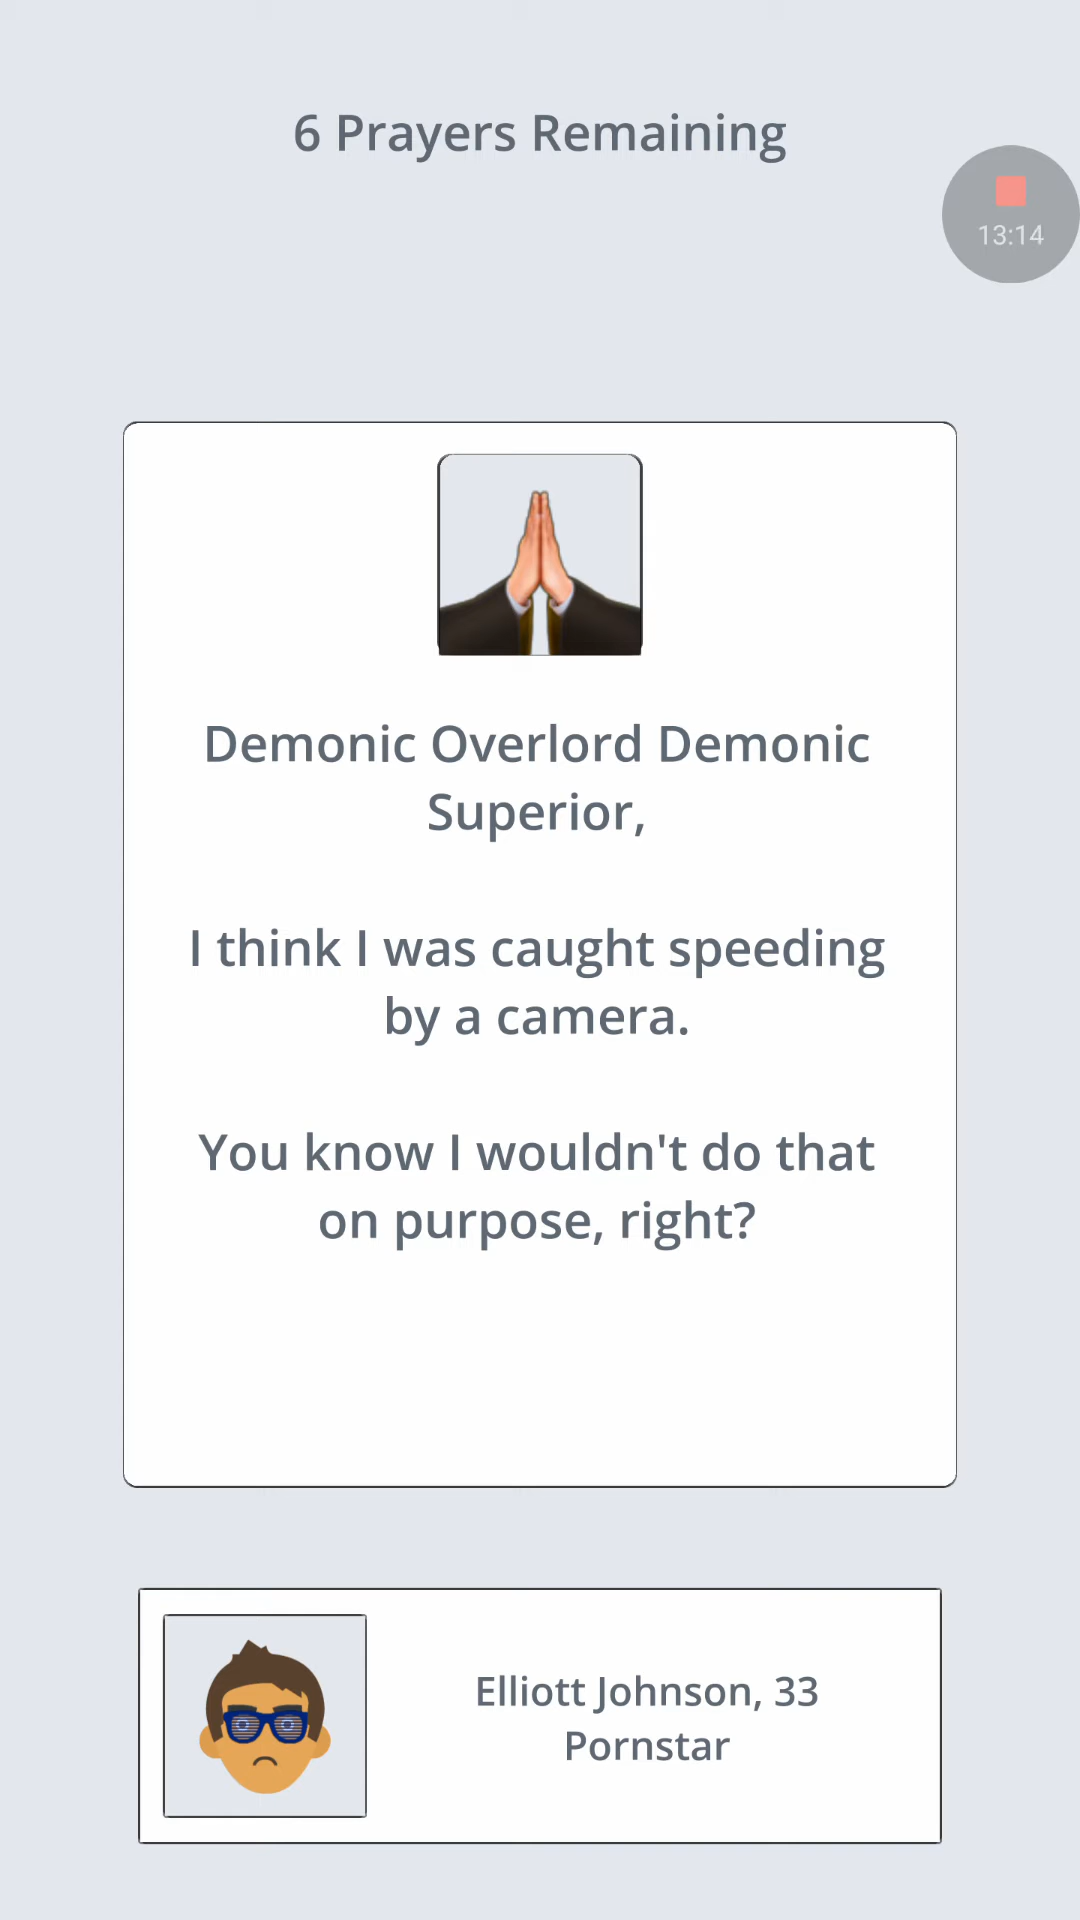 6 Prayers Remaining
13:14
Demonic Overlord Demonic
Superior,
I think I was caught speeding
by a camera.
You know I wouldn't do that
on purpose, right?
Elliott Johnson, 33
Pornstar